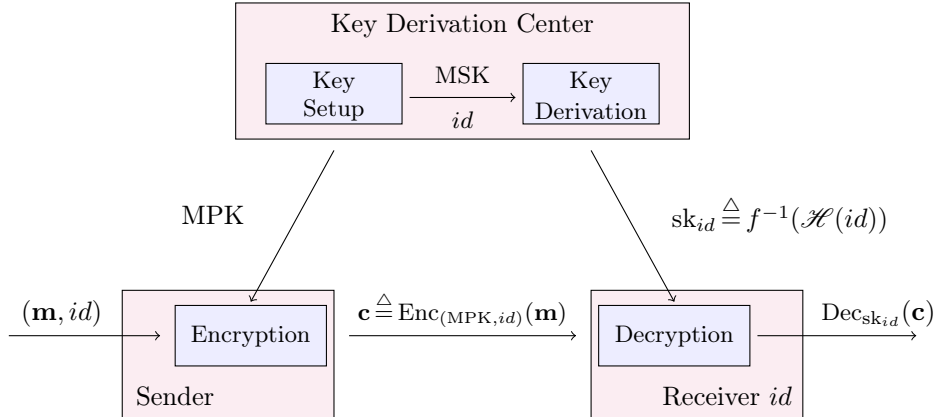 Key Derivation Center
Key
Setup
MSK
id
Key
Derivation
MPK
sk_id ≜ f⁻¹(ℋ(id))
(m, id)
Encryption
Sender
c ≜ Enc_(MPK,id)(m)
Decryption
Receiver id
Dec_sk_id(c)